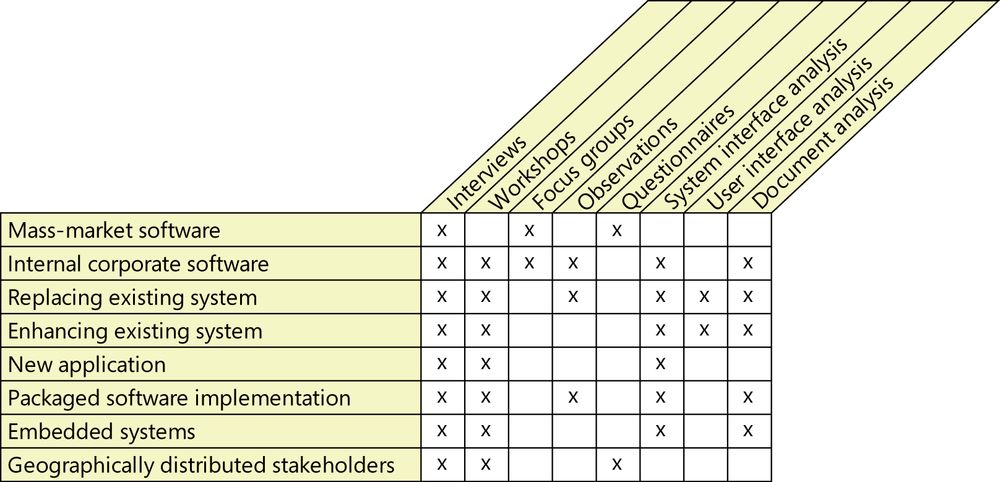 Interviews
Workshops
Focus groups
Observations
Questionnaires
System interface analysis
User interface analysis
Document analysis
Mass-market software x x x
Internal corporate software x x x x x x
Replacing existing system x x x x x x
Enhancing existing system x x x x x
New application x x x
Packaged software implementation x x x x x
Embedded systems x x x x
Geographically distributed stakeholders x x x